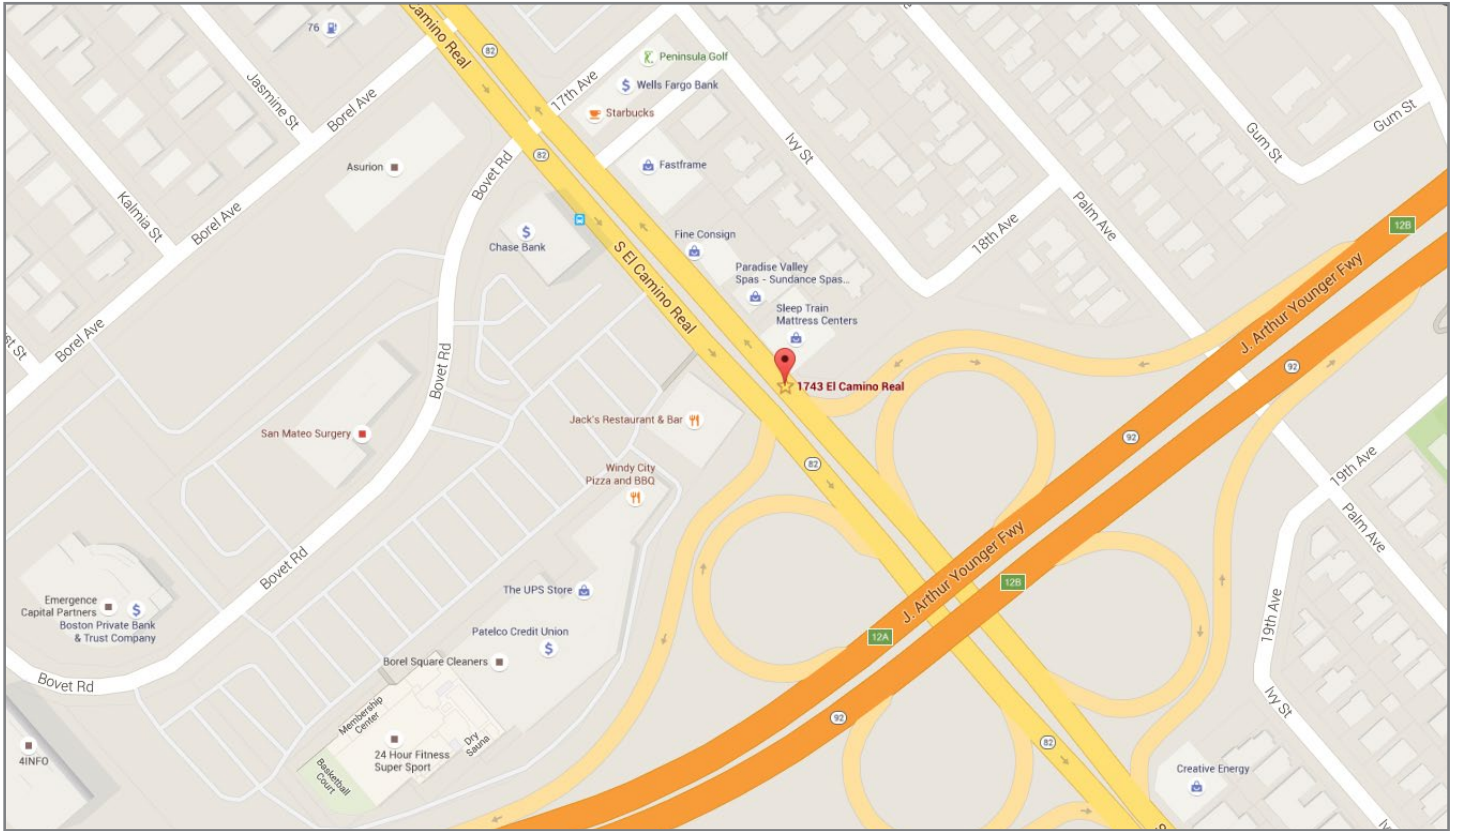 76
Camino Real
82
Peninsula Golf
Wells Fargo Bank
17th Ave
Starbucks
Jasmine St
Borel Ave
Ivy St
Gum St
Gum St
82
Asurion
Bovet Rd
Fastframe
Kalmia St
Borel Ave
Palm Ave
Chase Bank
Fine Consign
18th Ave
12B
S El Camino Real
Paradise Valley
Spas - Sundance Spas...
J. Arthur Younger Fwy
Sleep Train
Mattress Centers
st St
Borel Ave
Bovet Rd
92
1743 El Camino Real
Jack's Restaurant & Bar
San Mateo Surgery
92
82
Windy City
Pizza and BBQ
19th Ave
Palm Ave
Bovet Rd
J. Arthur Younger Fwy
The UPS Store
12B
Emergence
Capital Partners
Boston Private Bank
& Trust Company
Patelco Credit Union
12A
19th Ave
Borel Square Cleaners
Bovet Rd
Membership
Center
92
Ivy St
4INFO
24 Hour Fitness
Super Sport
Dry
Sauna
82
Basketball
Court
Creative Energy